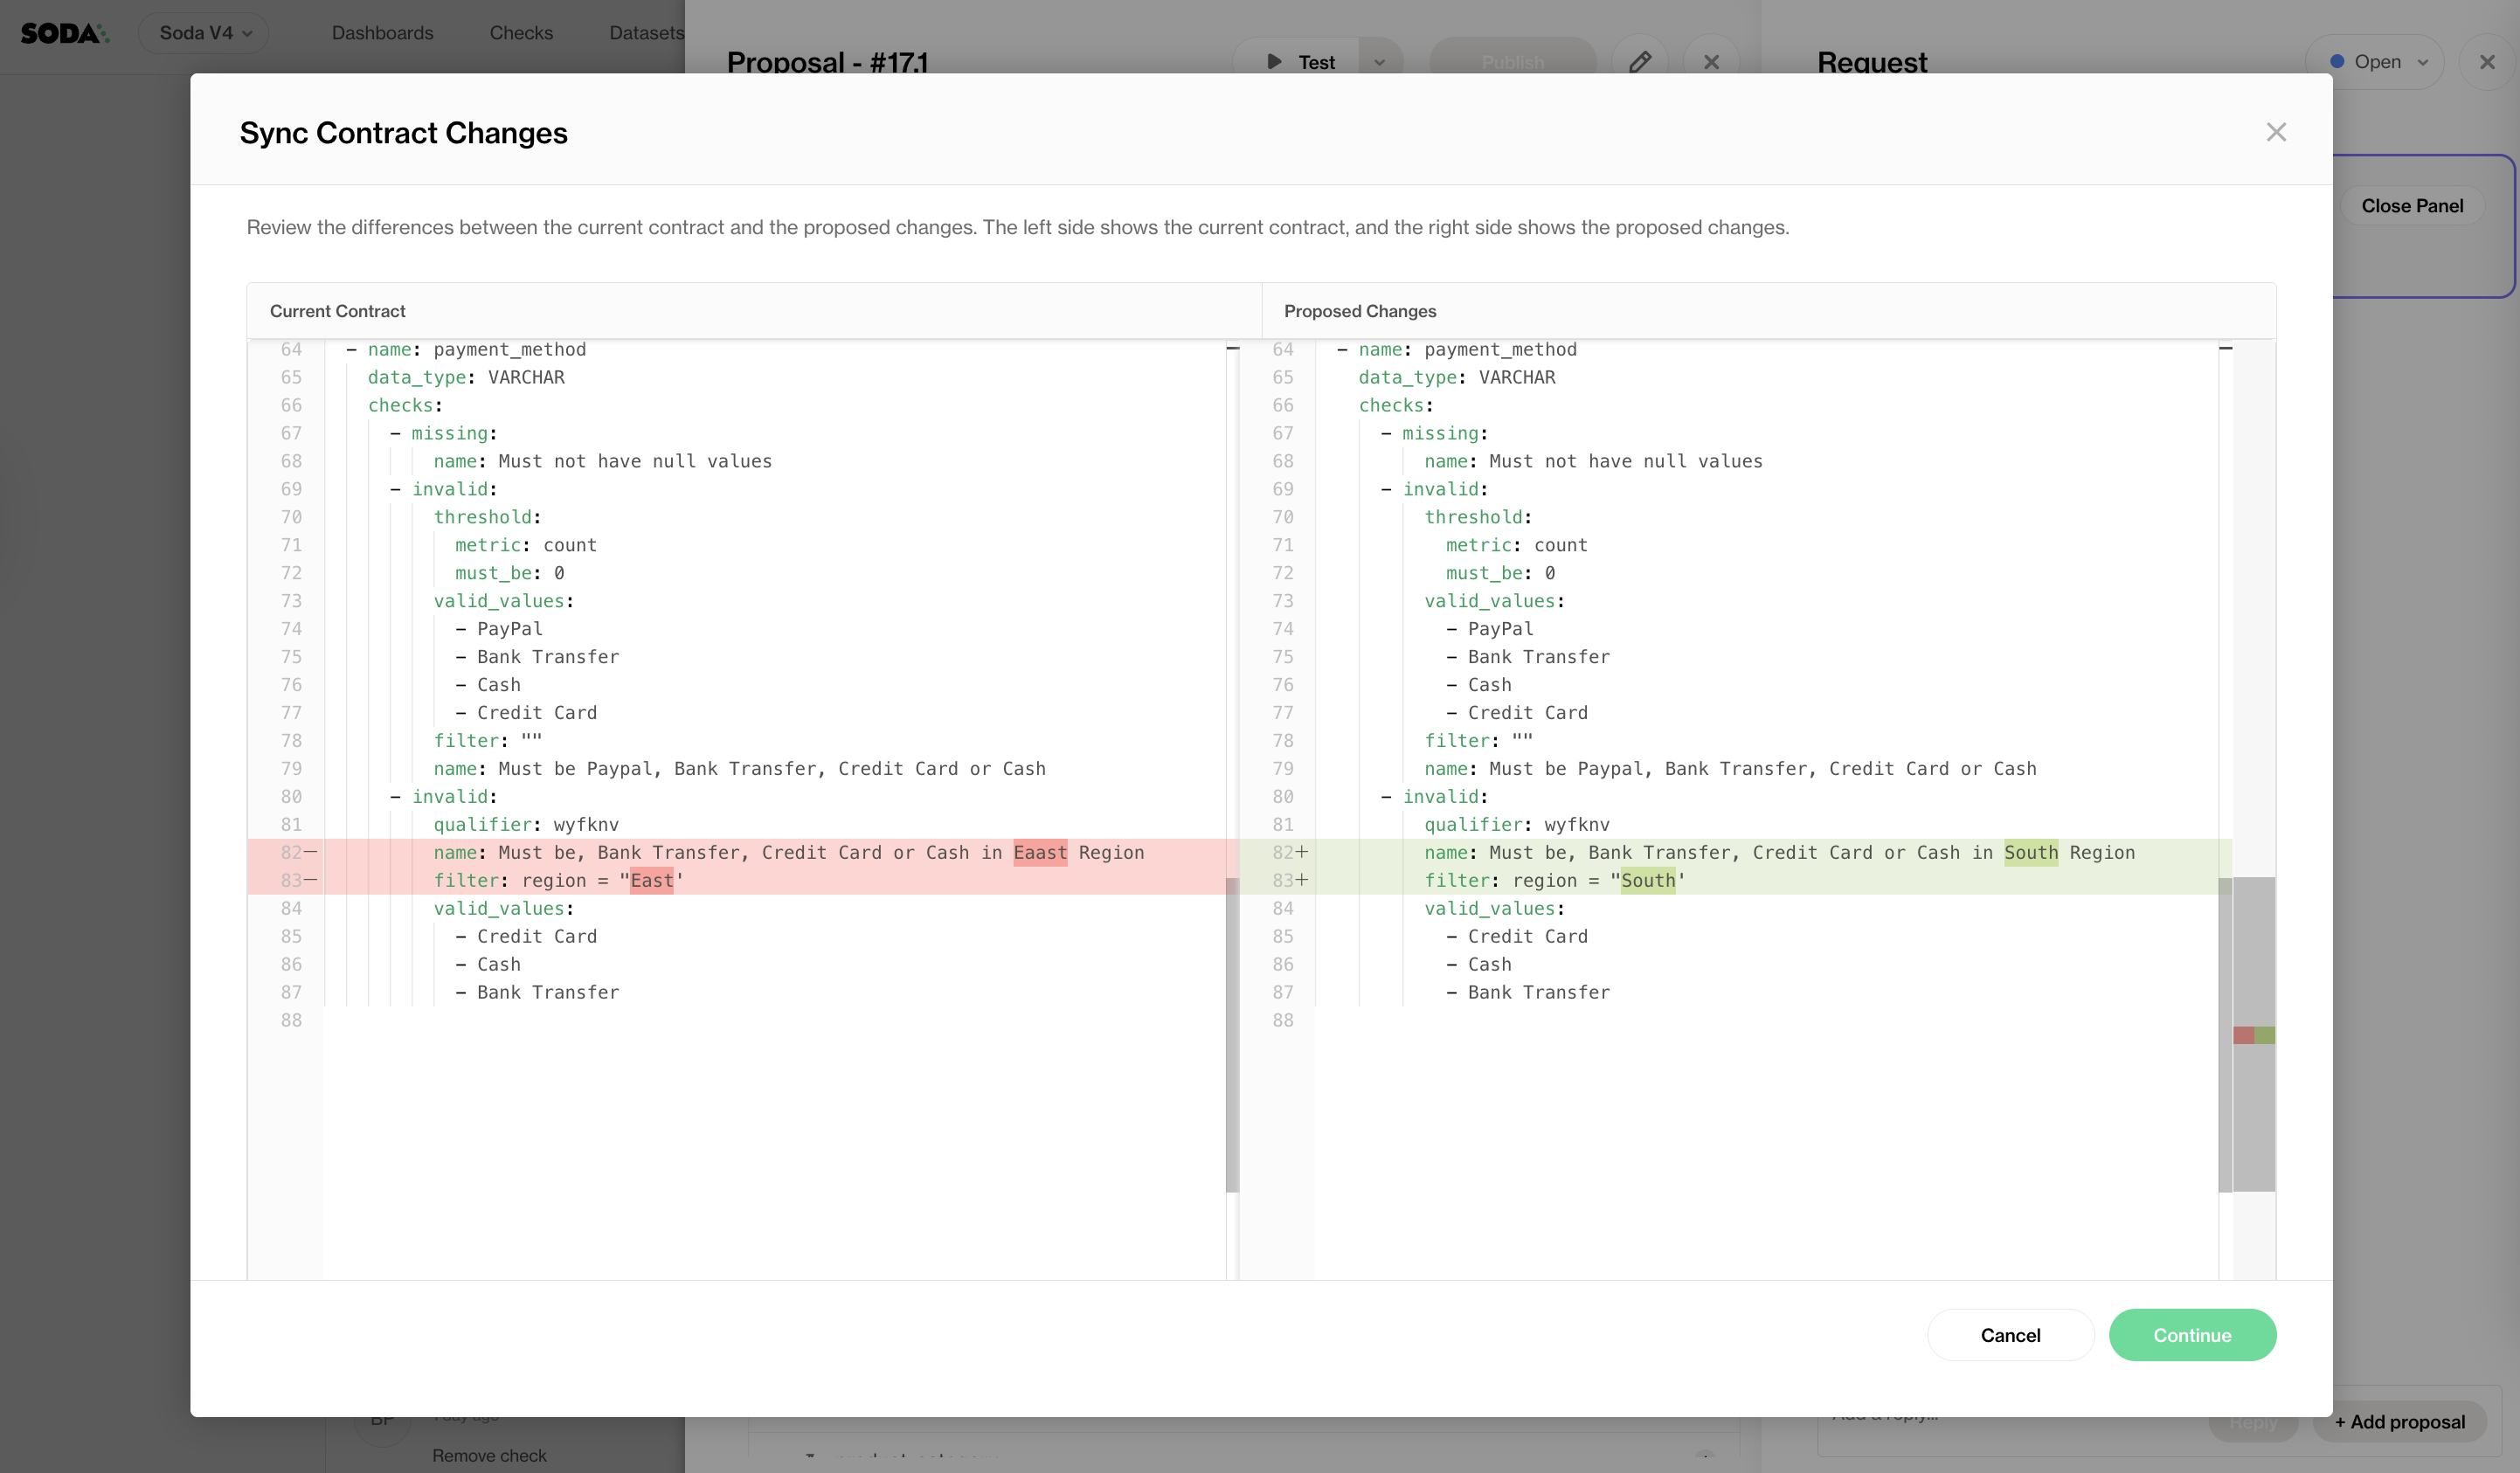 SODA
Soda V4
Dashboards
Checks
Datasets
Proposal - #17.1
Test
Publish
Request
Open
Close Panel
Sync Contract Changes
Review the differences between the current contract and the proposed changes. The left side shows the current contract, and the right side shows the proposed changes.
Current Contract
64 - name: payment_method
65 data_type: VARCHAR
66 checks:
67 - missing:
68 name: Must not have null values
69 - invalid:
70 threshold:
71 metric: count
72 must_be: 0
73 valid_values:
74 - PayPal
75 - Bank Transfer
76 - Cash
77 - Credit Card
78 filter: ""
79 name: Must be Paypal, Bank Transfer, Credit Card or Cash
80 - invalid:
81 qualifier: wyfknv
82- name: Must be, Bank Transfer, Credit Card or Cash in Eaast Region
83- filter: region = "East'
84 valid_values:
85 - Credit Card
86 - Cash
87 - Bank Transfer
88
Proposed Changes
64 - name: payment_method
65 data_type: VARCHAR
66 checks:
67 - missing:
68 name: Must not have null values
69 - invalid:
70 threshold:
71 metric: count
72 must_be: 0
73 valid_values:
74 - PayPal
75 - Bank Transfer
76 - Cash
77 - Credit Card
78 filter: ""
79 name: Must be Paypal, Bank Transfer, Credit Card or Cash
80 - invalid:
81 qualifier: wyfknv
82+ name: Must be, Bank Transfer, Credit Card or Cash in South Region
83+ filter: region = "South'
84 valid_values:
85 - Credit Card
86 - Cash
87 - Bank Transfer
88
Cancel
Continue
BP
1 day ago
Remove check
Add a reply...
Reply
+ Add proposal